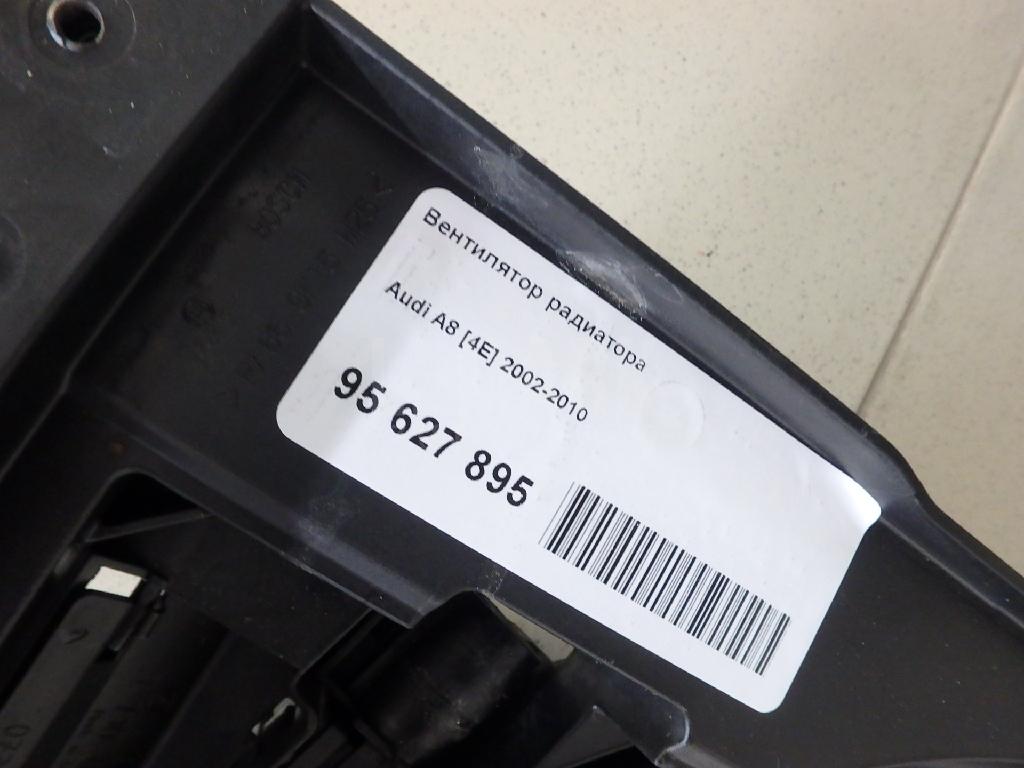 Вентилятор радиатора
Audi A8 [4E] 2002-2010
95 627 895